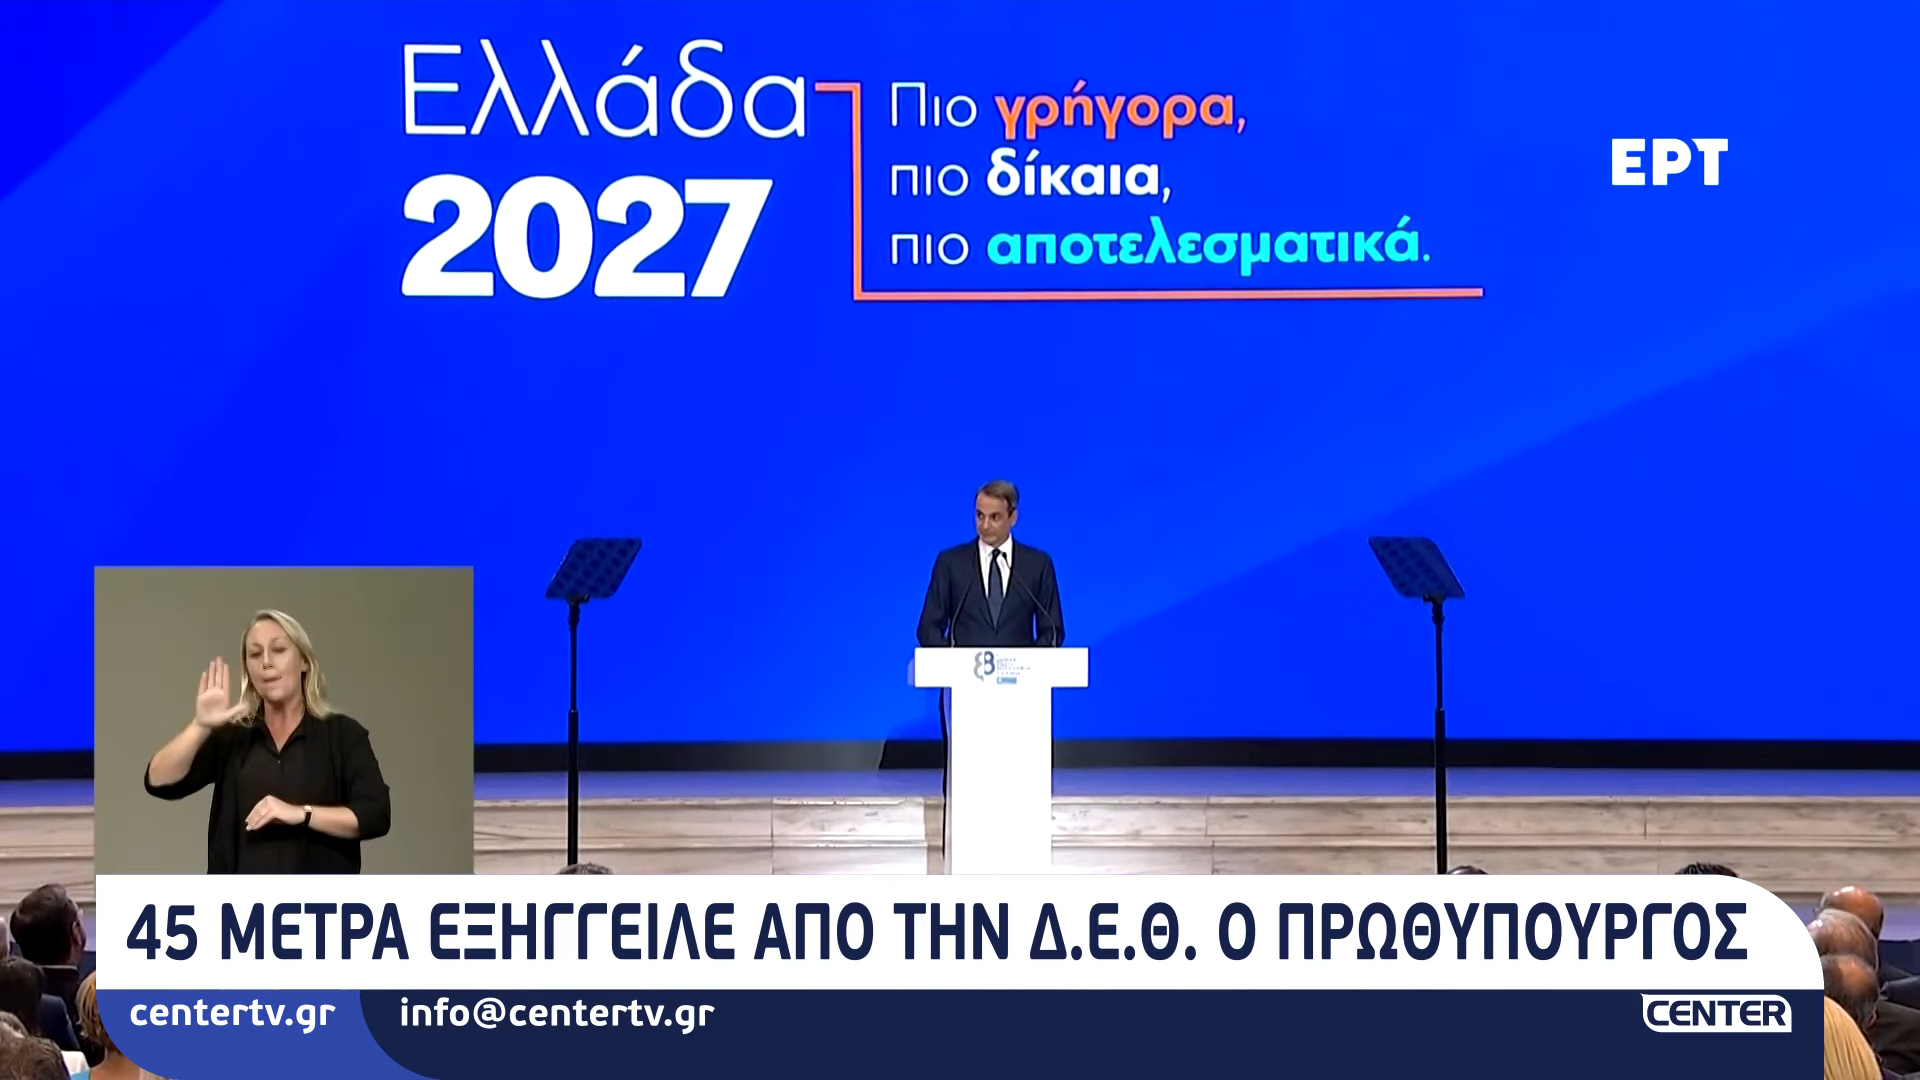 Ελλάδα
2027
Πιο γρήγορα,
πιο δίκαια,
πιο αποτελεσματικά.
ΕΡΤ
45 ΜΕΤΡΑ ΕΞΗΓΓΕΙΛΕ ΑΠΟ ΤΗΝ Δ.Ε.Θ. Ο ΠΡΩΘΥΠΟΥΡΓΟΣ
centertv.gr
info@centertv.gr
CENTER